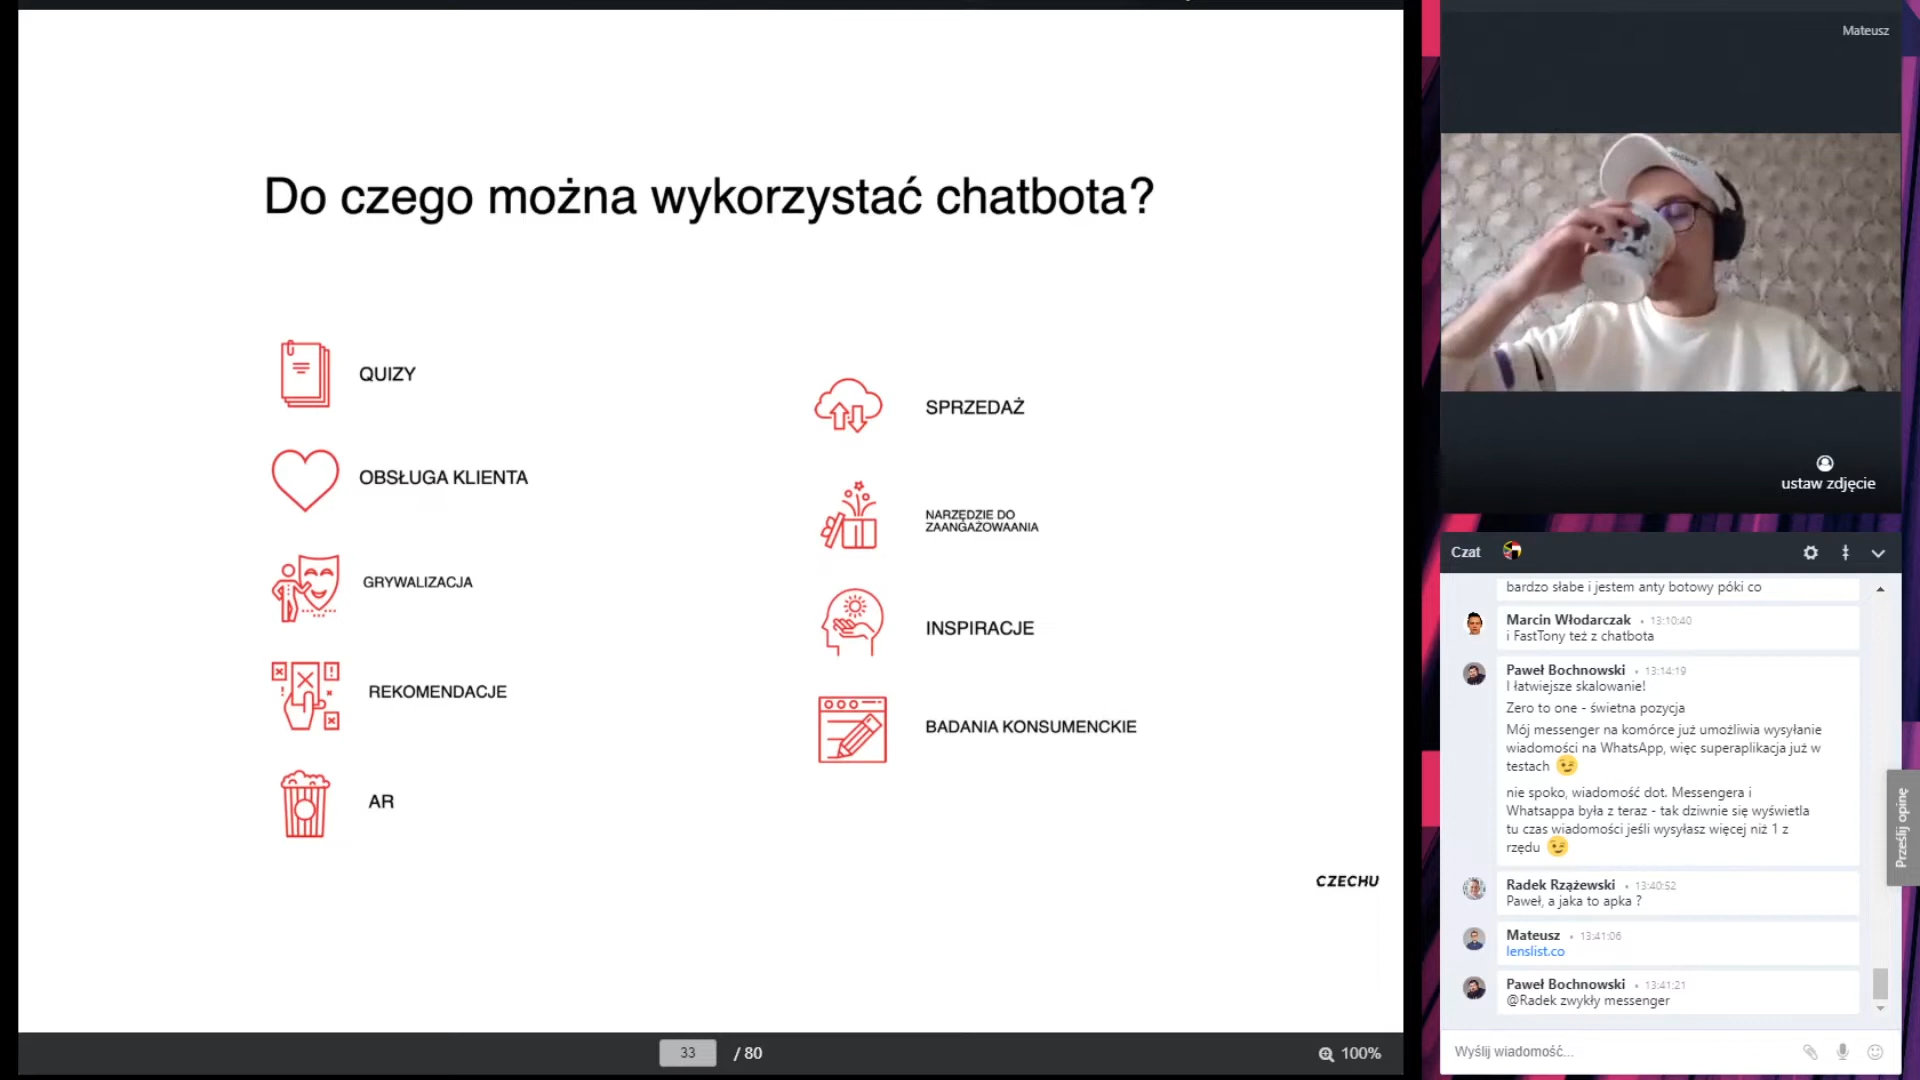 Do czego można wykorzystać chatbota?
QUIZY
OBSŁUGA KLIENTA
GRYWALIZACJA
REKOMENDACJE
AR
SPRZEDAŻ
NARZĘDZIE DO
ZAANGAŻOWAANIA
INSPIRACJE
BADANIA KONSUMENCKIE
CZECHU
33 / 80
100%
Mateusz
ustaw zdjęcie
Czat
bardzo słabe i jestem anty botowy póki co
Marcin Włodarczak • 13:10:40
i FastTony też z chatbota
Paweł Bochnowski • 13:14:19
I łatwiejsze skalowanie!
Zero to one - świetna pozycja
Mój messenger na komórce już umożliwia wysyłanie
wiadomości na WhatsApp, więc superaplikacja już w
testach 😉
nie spoko, wiadomość dot. Messengera i
Whatsappa była z teraz - tak dziwnie się wyświetla
tu czas wiadomości jeśli wysyłasz więcej niż 1 z
rzędu 😉
Radek Rzążewski • 13:40:52
Paweł, a jaka to apka ?
Mateusz • 13:41:06
lenslist.co
Paweł Bochnowski • 13:41:21
@Radek zwykły messenger
Wyślij wiadomość...
Prześlij opinę